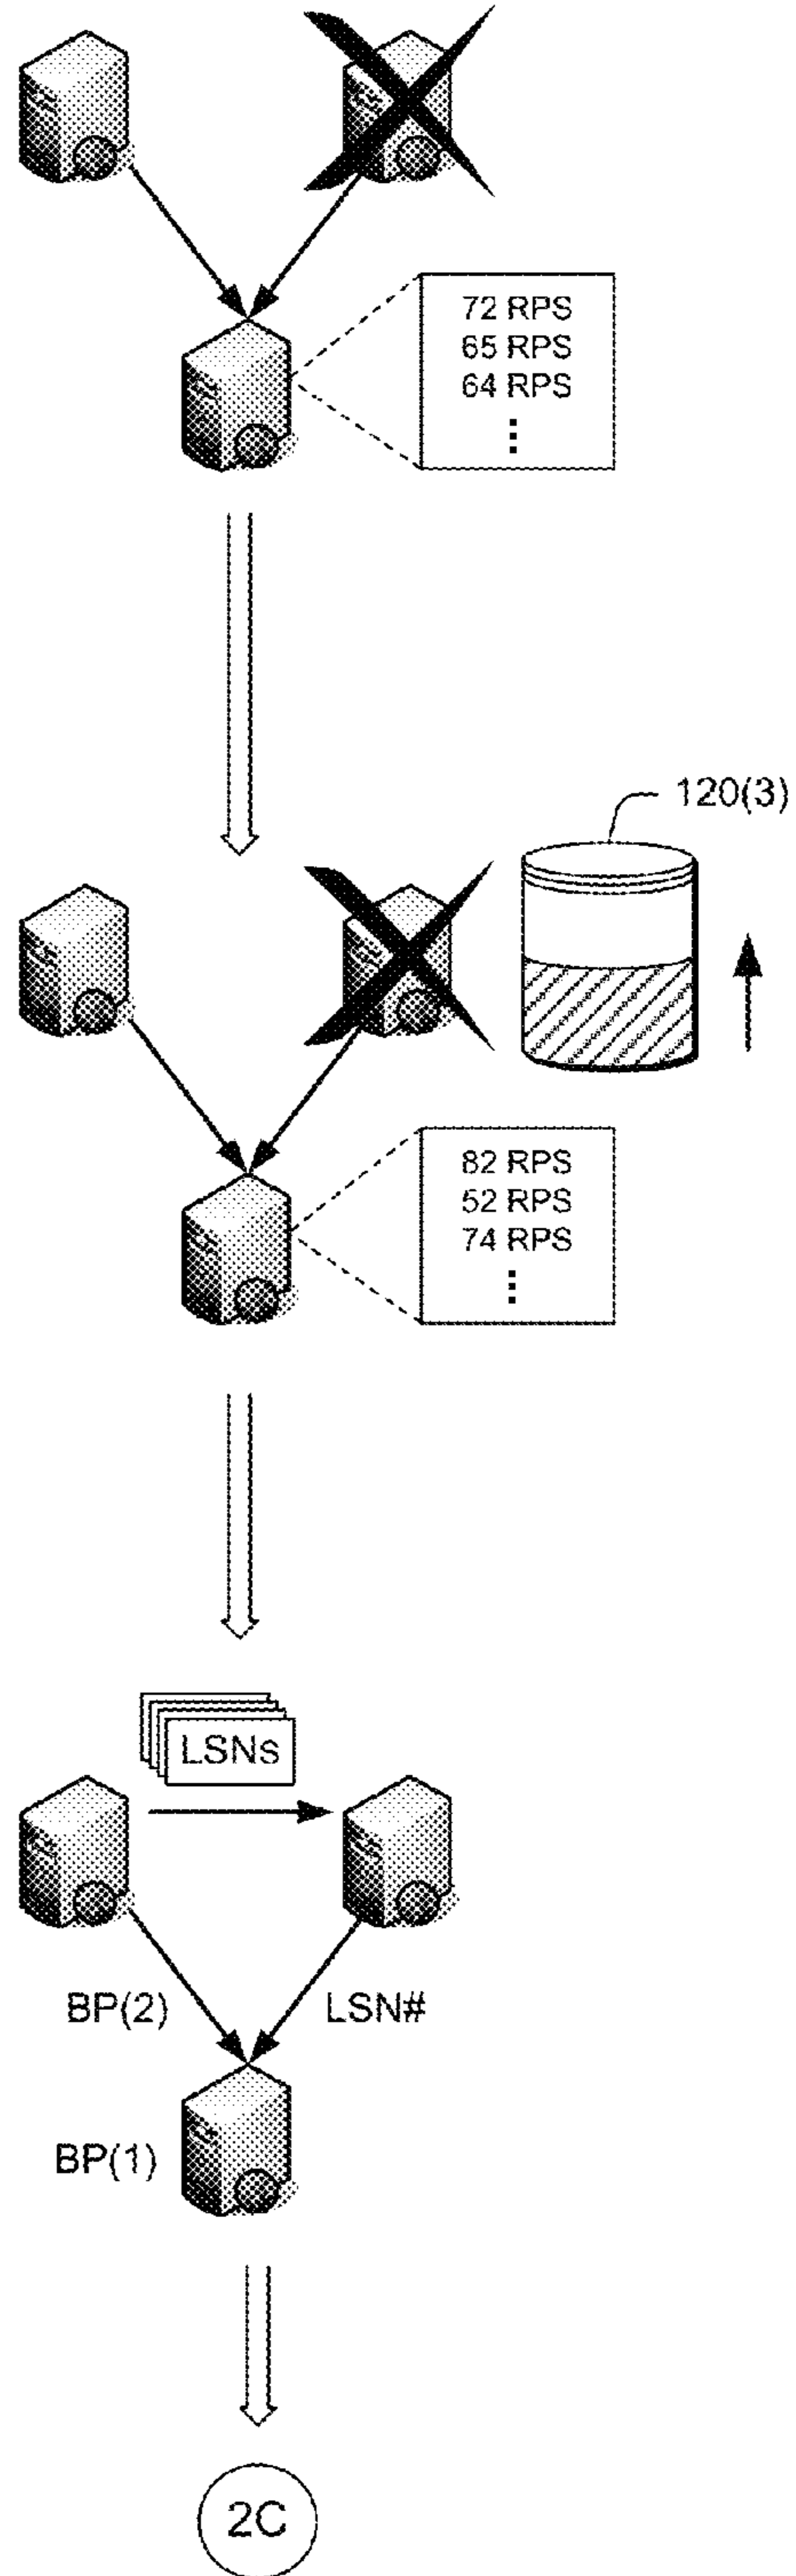 72 RPS
65 RPS
64 RPS
⋮
120(3)
82 RPS
52 RPS
74 RPS
⋮
LSNs
BP(2)
LSN#
BP(1)
2C